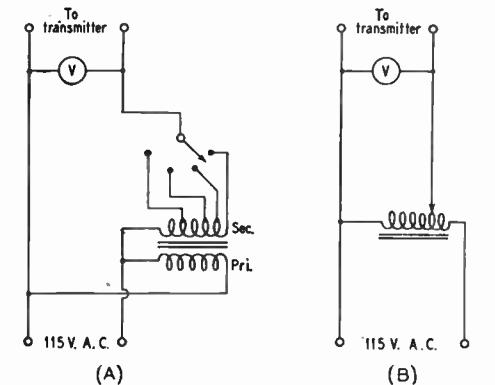 To
transmitter
V
Sec.
Pri.
115 V. A. C.
(A)
To
transmitter
V
115 V. A. C.
(B)